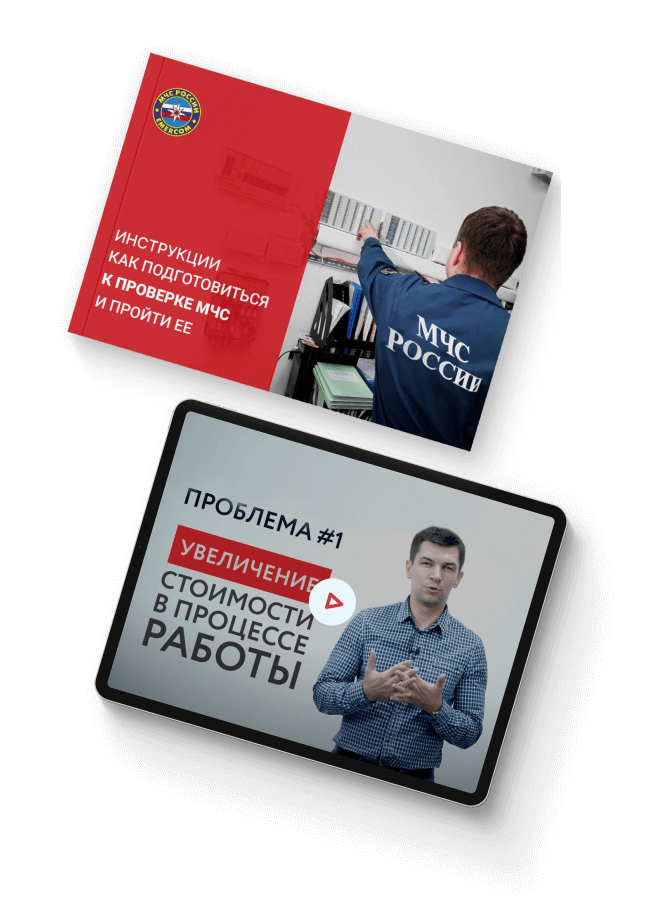 МЧС РОССИИ
EMERCOM
ИНСТРУКЦИИ
КАК ПОДГОТОВИТЬСЯ
К ПРОВЕРКЕ МЧС
И ПРОЙТИ ЕЕ
МЧС
РОССИИ
ПРОБЛЕМА #1
УВЕЛИЧЕНИЕ
СТОИМОСТИ
В ПРОЦЕССЕ
РАБОТЫ